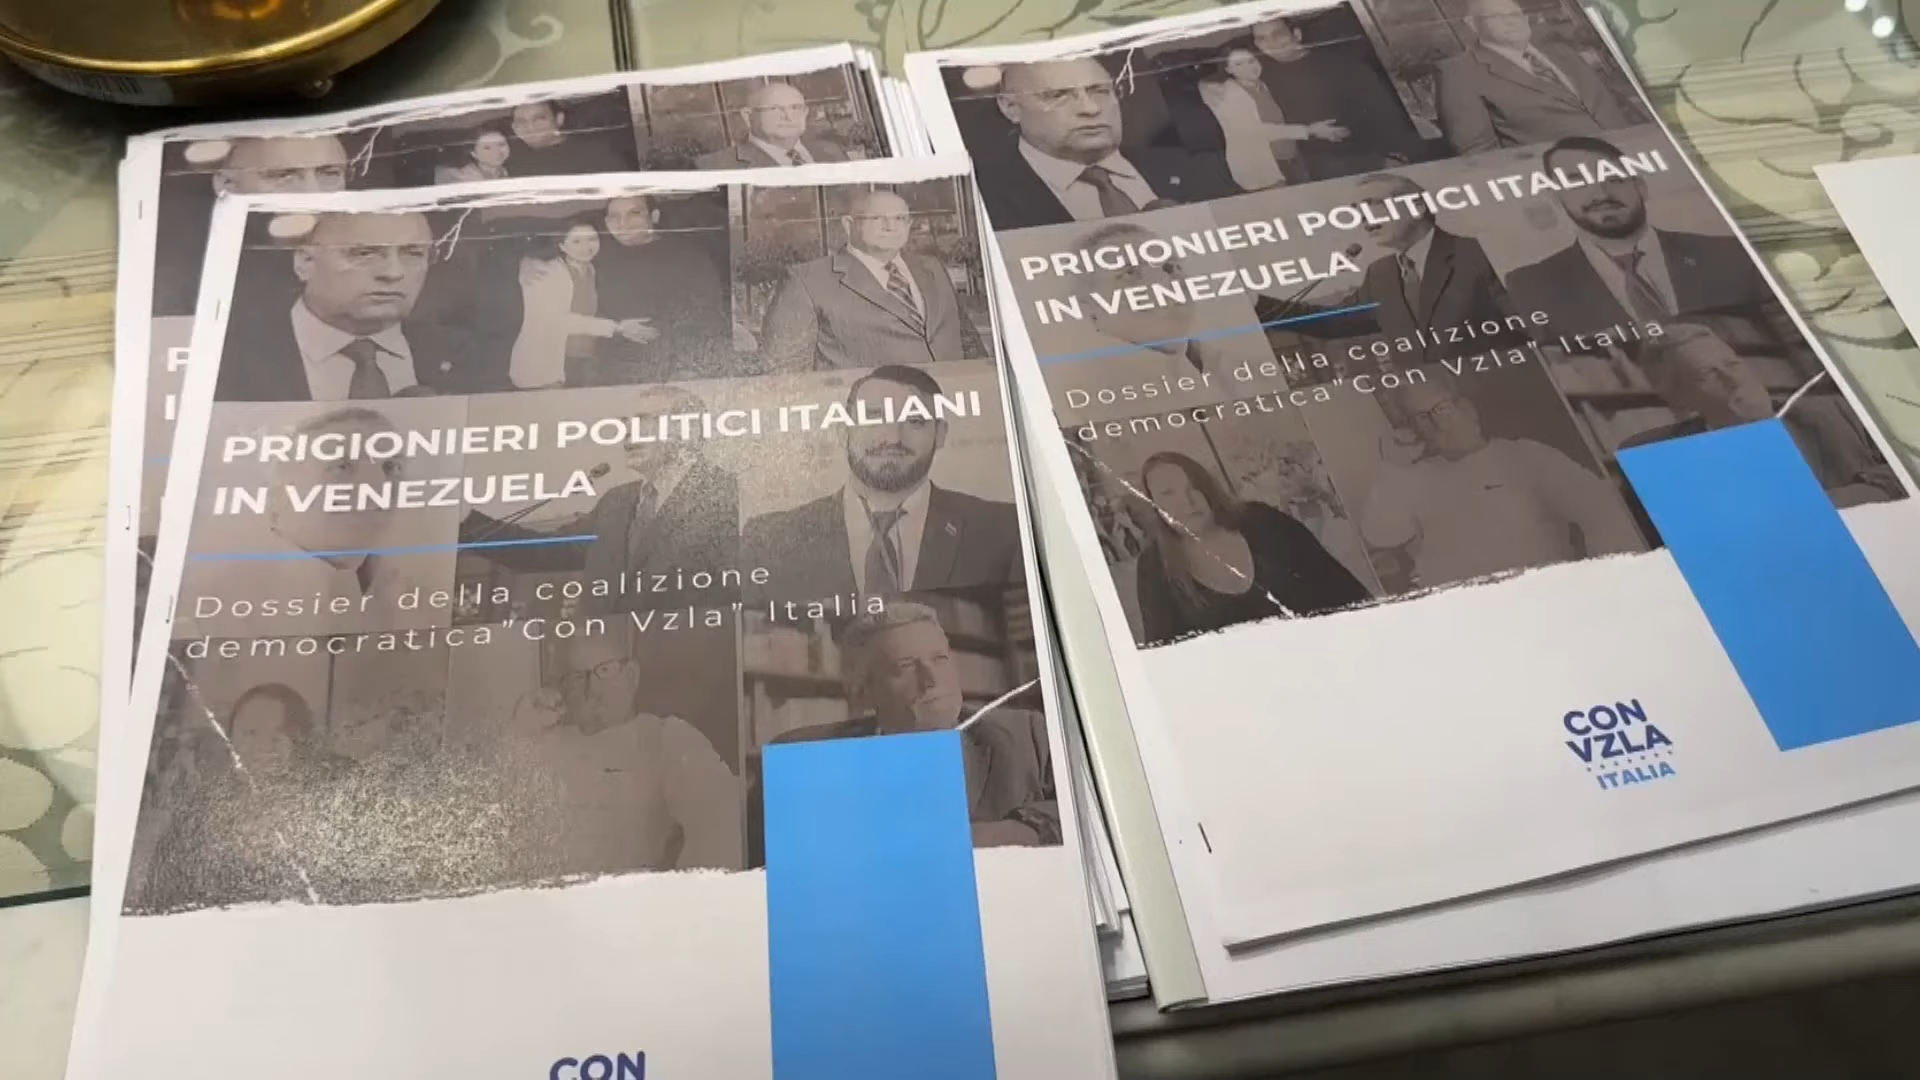 PRIGIONIERI POLITICI ITALIANI
IN VENEZUELA
Dossier della coalizione
democratica"Con Vzla" Italia
CON
PRIGIONIERI POLITICI ITALIANI
IN VENEZUELA
Dossier della coalizione
democratica"Con Vzla" Italia
CON
VZLA
ITALIA
P
I